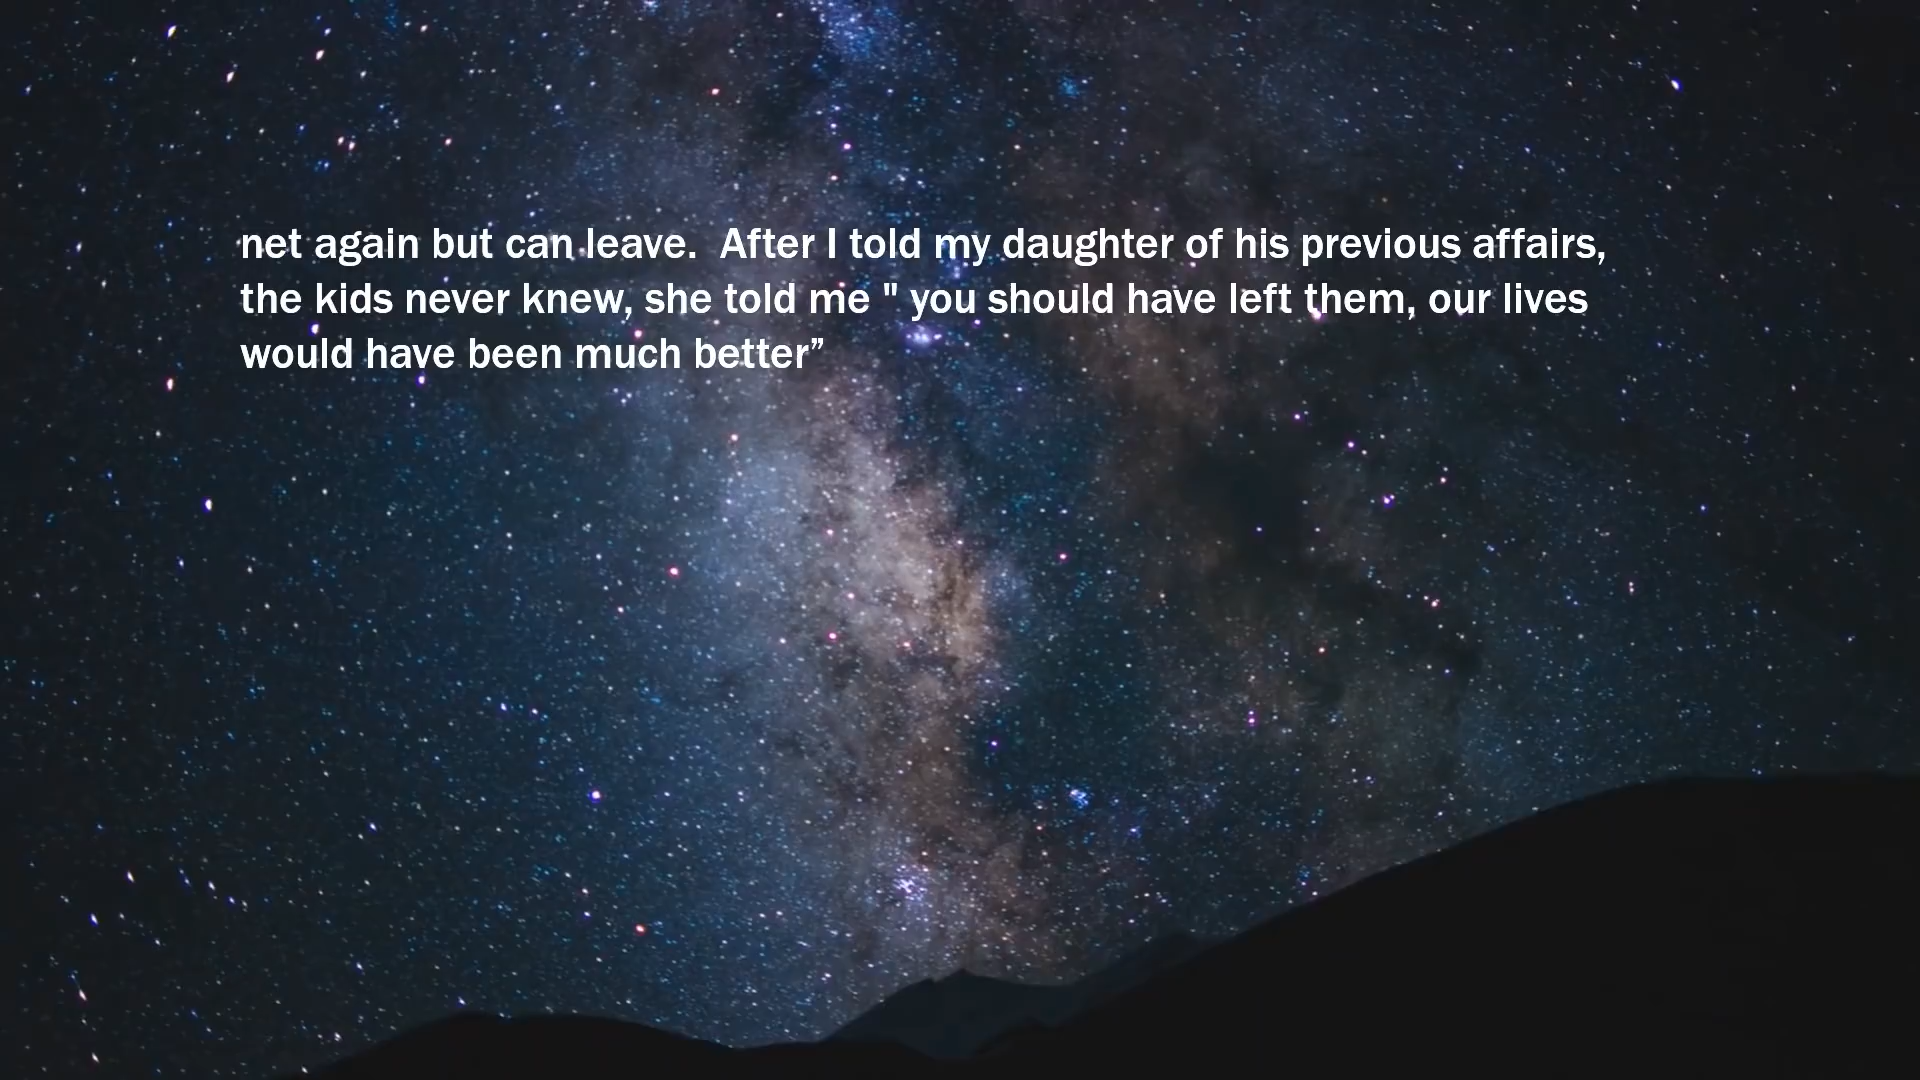 net again but can leave.  After I told my daughter of his previous affairs,
the kids never knew, she told me " you should have left them, our lives
would have been much better”